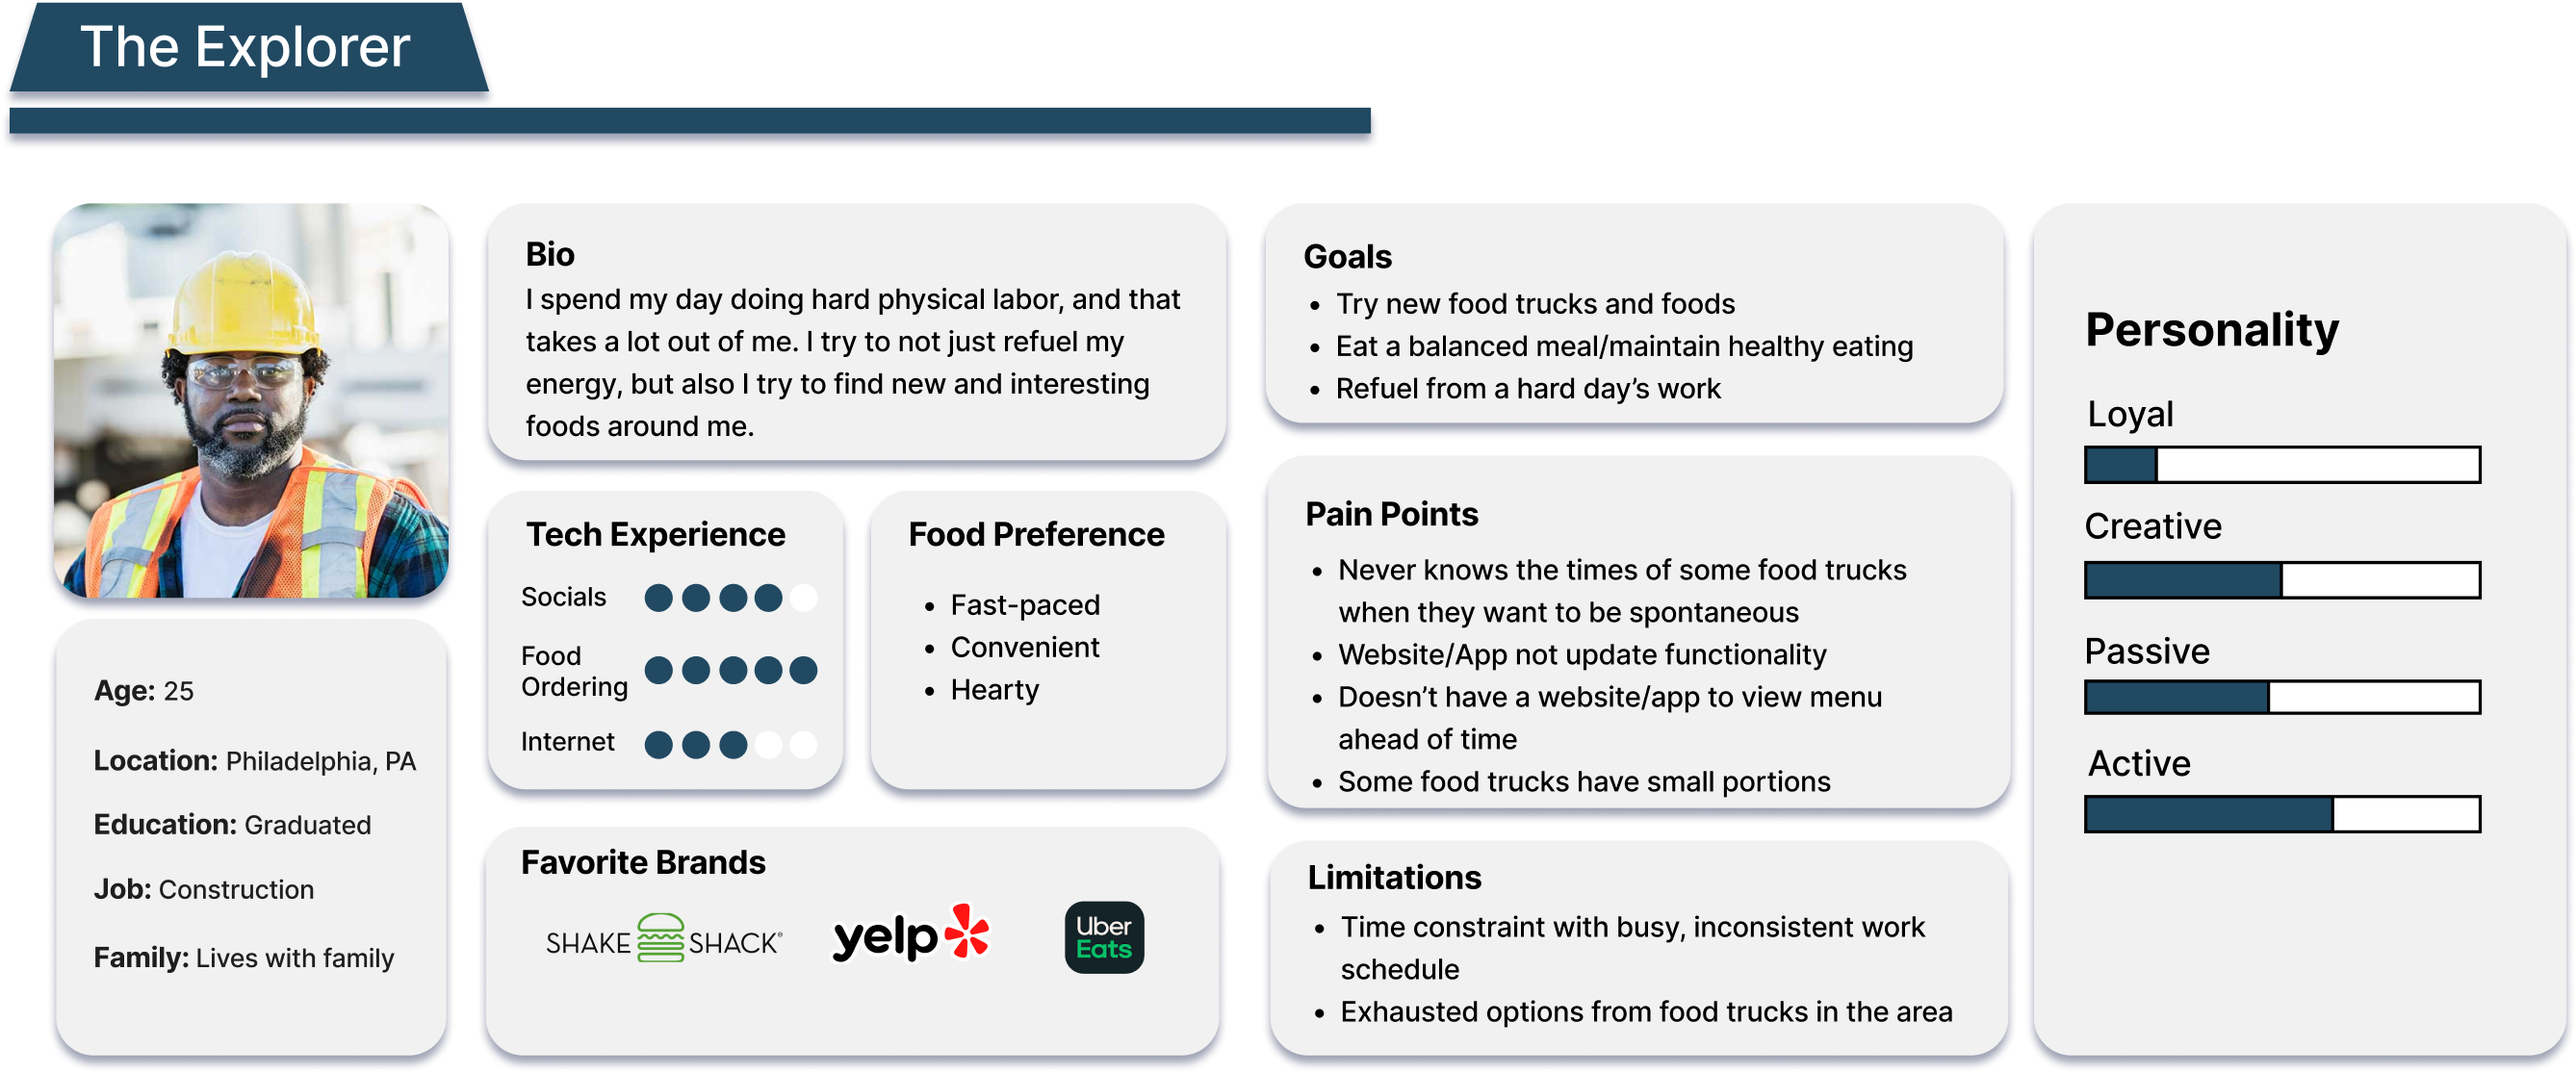 The Explorer
Bio
I spend my day doing hard physical labor, and that
takes a lot out of me. I try to not just refuel my
energy, but also I try to find new and interesting
foods around me.
Goals
• Try new food trucks and foods
• Eat a balanced meal/maintain healthy eating
• Refuel from a hard day’s work
Personality
Loyal
Creative
Passive
Active
Tech Experience
Socials
Food
Ordering
Internet
Food Preference
• Fast-paced
• Convenient
• Hearty
Pain Points
• Never knows the times of some food trucks
when they want to be spontaneous
• Website/App not update functionality
• Doesn’t have a website/app to view menu
ahead of time
• Some food trucks have small portions
Age: 25
Location: Philadelphia, PA
Education: Graduated
Job: Construction
Family: Lives with family
Favorite Brands
SHAKE SHACK®
yelp
Uber
Eats
Limitations
• Time constraint with busy, inconsistent work
schedule
• Exhausted options from food trucks in the area